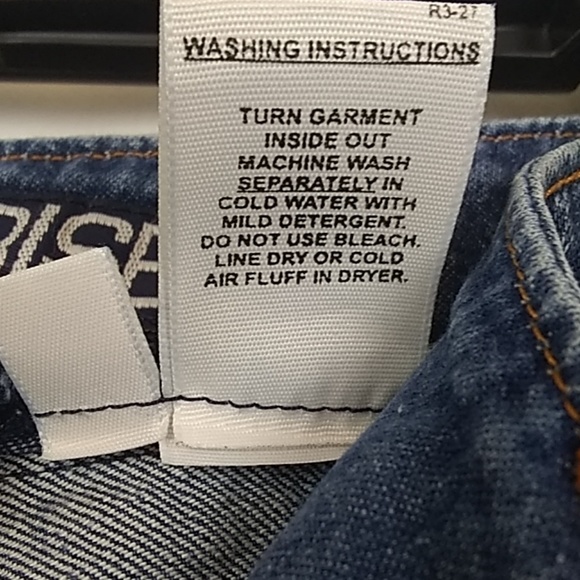 R3-27
WASHING INSTRUCTIONS
TURN GARMENT
INSIDE OUT
MACHINE WASH
SEPARATELY IN
COLD WATER WITH
MILD DETERGENT.
DO NOT USE BLEACH.
LINE DRY OR COLD
AIR FLUFF IN DRYER.